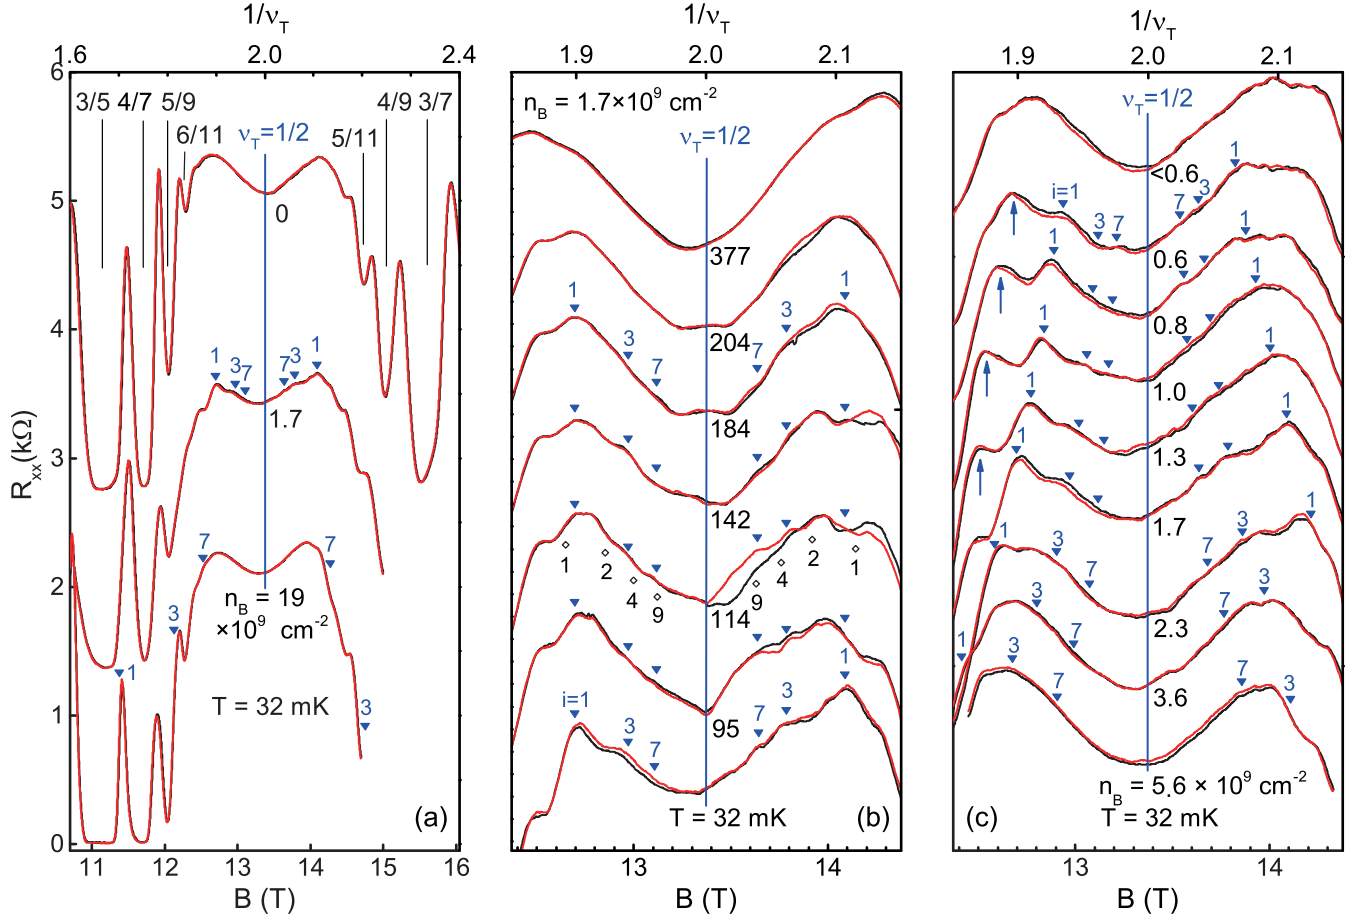 1/ν_T
1.6 2.0 2.4
6
5
4
3
2
1
0
R_xx(kΩ)
3/5 4/7 5/9
6/11
ν_T=1/2
5/11
4/9 3/7
0
1 3 7 7 3 1
1.7
7 7
n_B = 19
×10⁹ cm⁻²
3
1
T = 32 mK
3
(a)
11 12 13 14 15 16
B (T)
1/ν_T
1.9 2.0 2.1
n_B = 1.7×10⁹ cm⁻²
ν_T=1/2
377
204
1 3 7 7 3 1
184
142
1 2 4 9 9 4 2 1
114
95
i=1 3 7 7 3 1
T = 32 mK
(b)
13 14
B (T)
1/ν_T
1.9 2.0 2.1
ν_T=1/2
<0.6
i=1 3 7 7 3 1
0.6
1 1
0.8
1 1
1.0
1 1
1.3
1 1
1.7
1 3 7 7 3 1
2.3
3 7 7 3
3.6
1 3 7 7 3
n_B = 5.6 × 10⁹ cm⁻²
T = 32 mK
(c)
13 14
B (T)